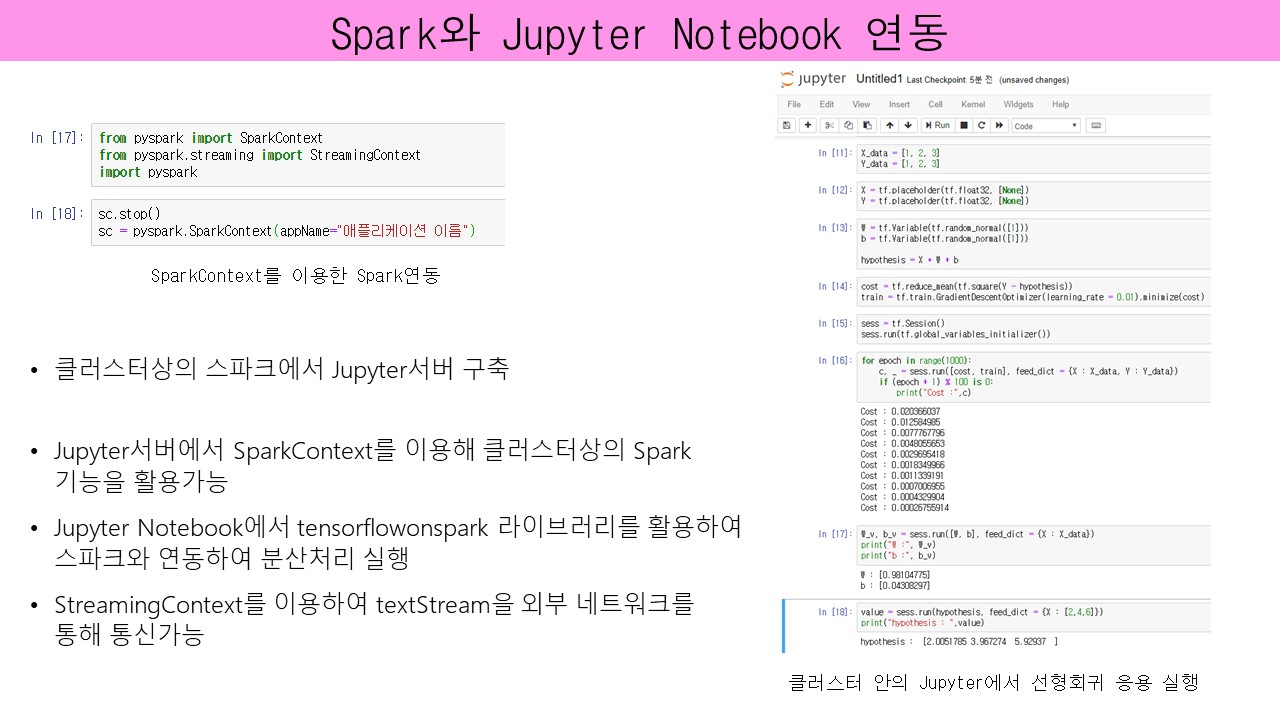 Spark와 Jupyter Notebook 연동
In [17]: from pyspark import SparkContext
from pyspark.streaming import StreamingContext
import pyspark
In [18]: sc.stop()
sc = pyspark.SparkContext(appName="애플리케이션 이름")
SparkContext를 이용한 Spark연동
• 클러스터상의 스파크에서 Jupyter서버 구축
• Jupyter서버에서 SparkContext를 이용해 클러스터상의 Spark
기능을 활용가능
• Jupyter Notebook에서 tensorflowonspark 라이브러리를 활용하여
스파크와 연동하여 분산처리 실행
• StreamingContext를 이용하여 textStream을 외부 네트워크를
통해 통신가능
jupyter Untitled1 Last Checkpoint: 5분 전 (unsaved changes)
File Edit View Insert Cell Kernel Widgets Help
Run Code
In [11]: X_data = [1, 2, 3]
Y_data = [1, 2, 3]
In [12]: X = tf.placeholder(tf.float32, [None])
Y = tf.placeholder(tf.float32, [None])
In [13]: W = tf.Variable(tf.random_normal([1]))
b = tf.Variable(tf.random_normal([1]))
hypothesis = X * W + b
In [14]: cost = tf.reduce_mean(tf.square(Y - hypothesis))
train = tf.train.GradientDescentOptimizer(learning_rate = 0.01).minimize(cost)
In [15]: sess = tf.Session()
sess.run(tf.global_variables_initializer())
In [16]: for epoch in range(1000):
c, _ = sess.run([cost, train], feed_dict = {X : X_data, Y : Y_data})
if (epoch + 1) % 100 is 0:
print("Cost :",c)
Cost : 0.020366037
Cost : 0.012584985
Cost : 0.0077767796
Cost : 0.0048055653
Cost : 0.0029695418
Cost : 0.0018349966
Cost : 0.0011339191
Cost : 0.0007006955
Cost : 0.0004329904
Cost : 0.00026755914
In [17]: W_v, b_v = sess.run([W, b], feed_dict = {X : X_data})
print("W :", W_v)
print("b :", b_v)
W : [0.98104775]
b : [0.04308297]
In [18]: value = sess.run(hypothesis, feed_dict = {X : [2,4,6]})
print("hypothesis : ",value)
hypothesis : [2.0051785 3.967274 5.92937 ]
클러스터 안의 Jupyter에서 선형회귀 응용 실행